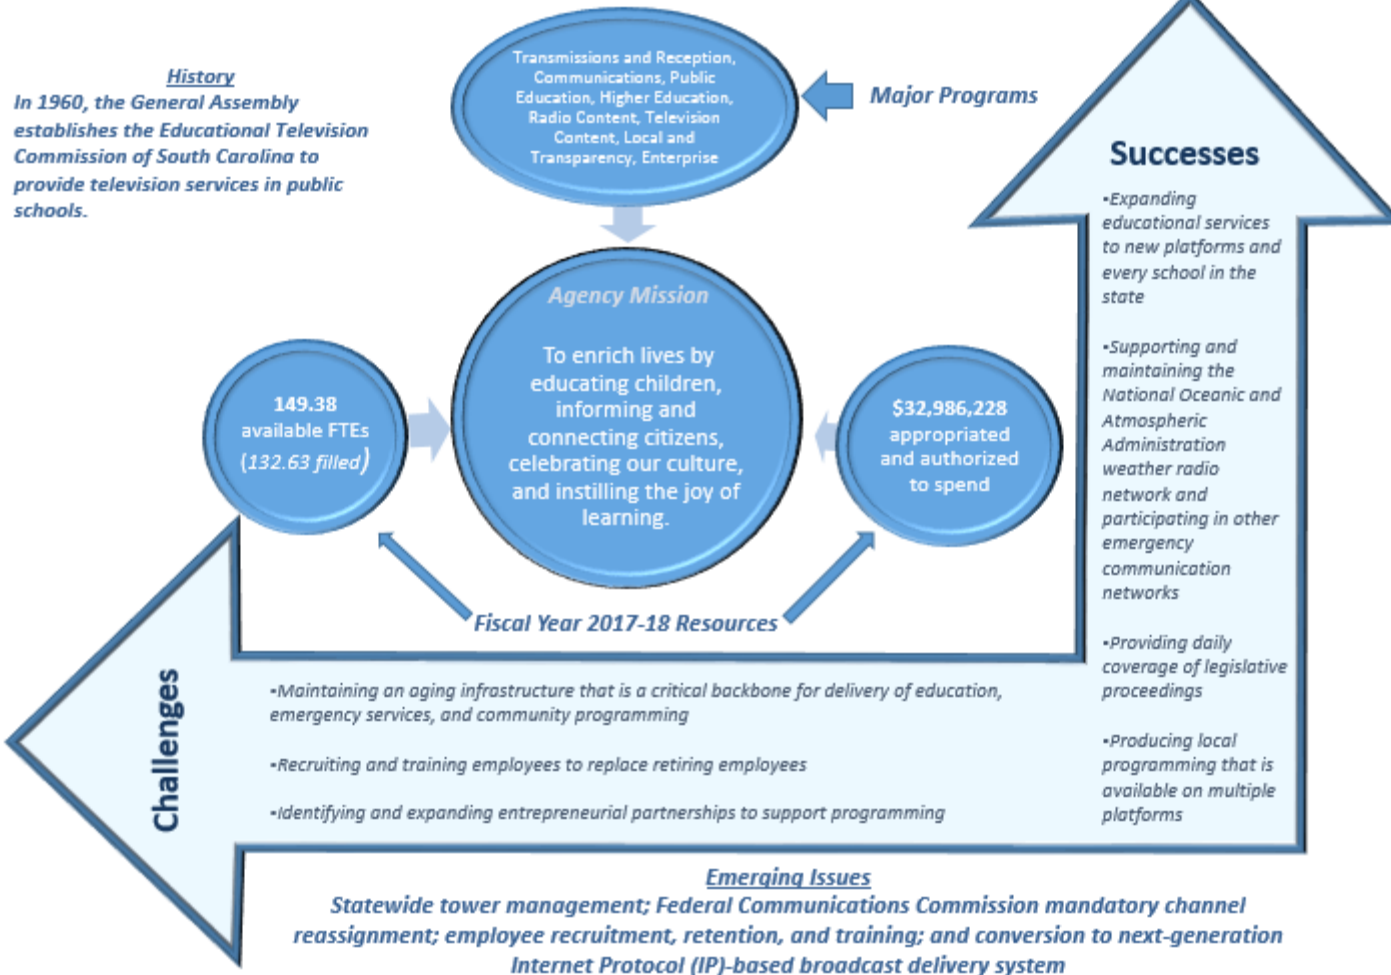 History
In 1960, the General Assembly
establishes the Educational Television
Commission of South Carolina to
provide television services in public
schools.
Transmissions and Reception,
Communications, Public
Education, Higher Education,
Radio Content, Television
Content, Local and
Transparency, Enterprise
Major Programs
Agency Mission
To enrich lives by
educating children,
informing and
connecting citizens,
celebrating our culture,
and instilling the joy of
learning.
149.38
available FTEs
(132.63 filled)
$32,986,228
appropriated
and authorized
to spend
Fiscal Year 2017-18 Resources
Successes
▪Expanding
educational services
to new platforms and
every school in the
state
▪Supporting and
maintaining the
National Oceanic and
Atmospheric
Administration
weather radio
network and
participating in other
emergency
communication
networks
▪Providing daily
coverage of legislative
proceedings
▪Producing local
programming that is
available on multiple
platforms
Challenges
▪Maintaining an aging infrastructure that is a critical backbone for delivery of education,
emergency services, and community programming
▪Recruiting and training employees to replace retiring employees
▪Identifying and expanding entrepreneurial partnerships to support programming
Emerging Issues
Statewide tower management; Federal Communications Commission mandatory channel
reassignment; employee recruitment, retention, and training; and conversion to next-generation
Internet Protocol (IP)-based broadcast delivery system